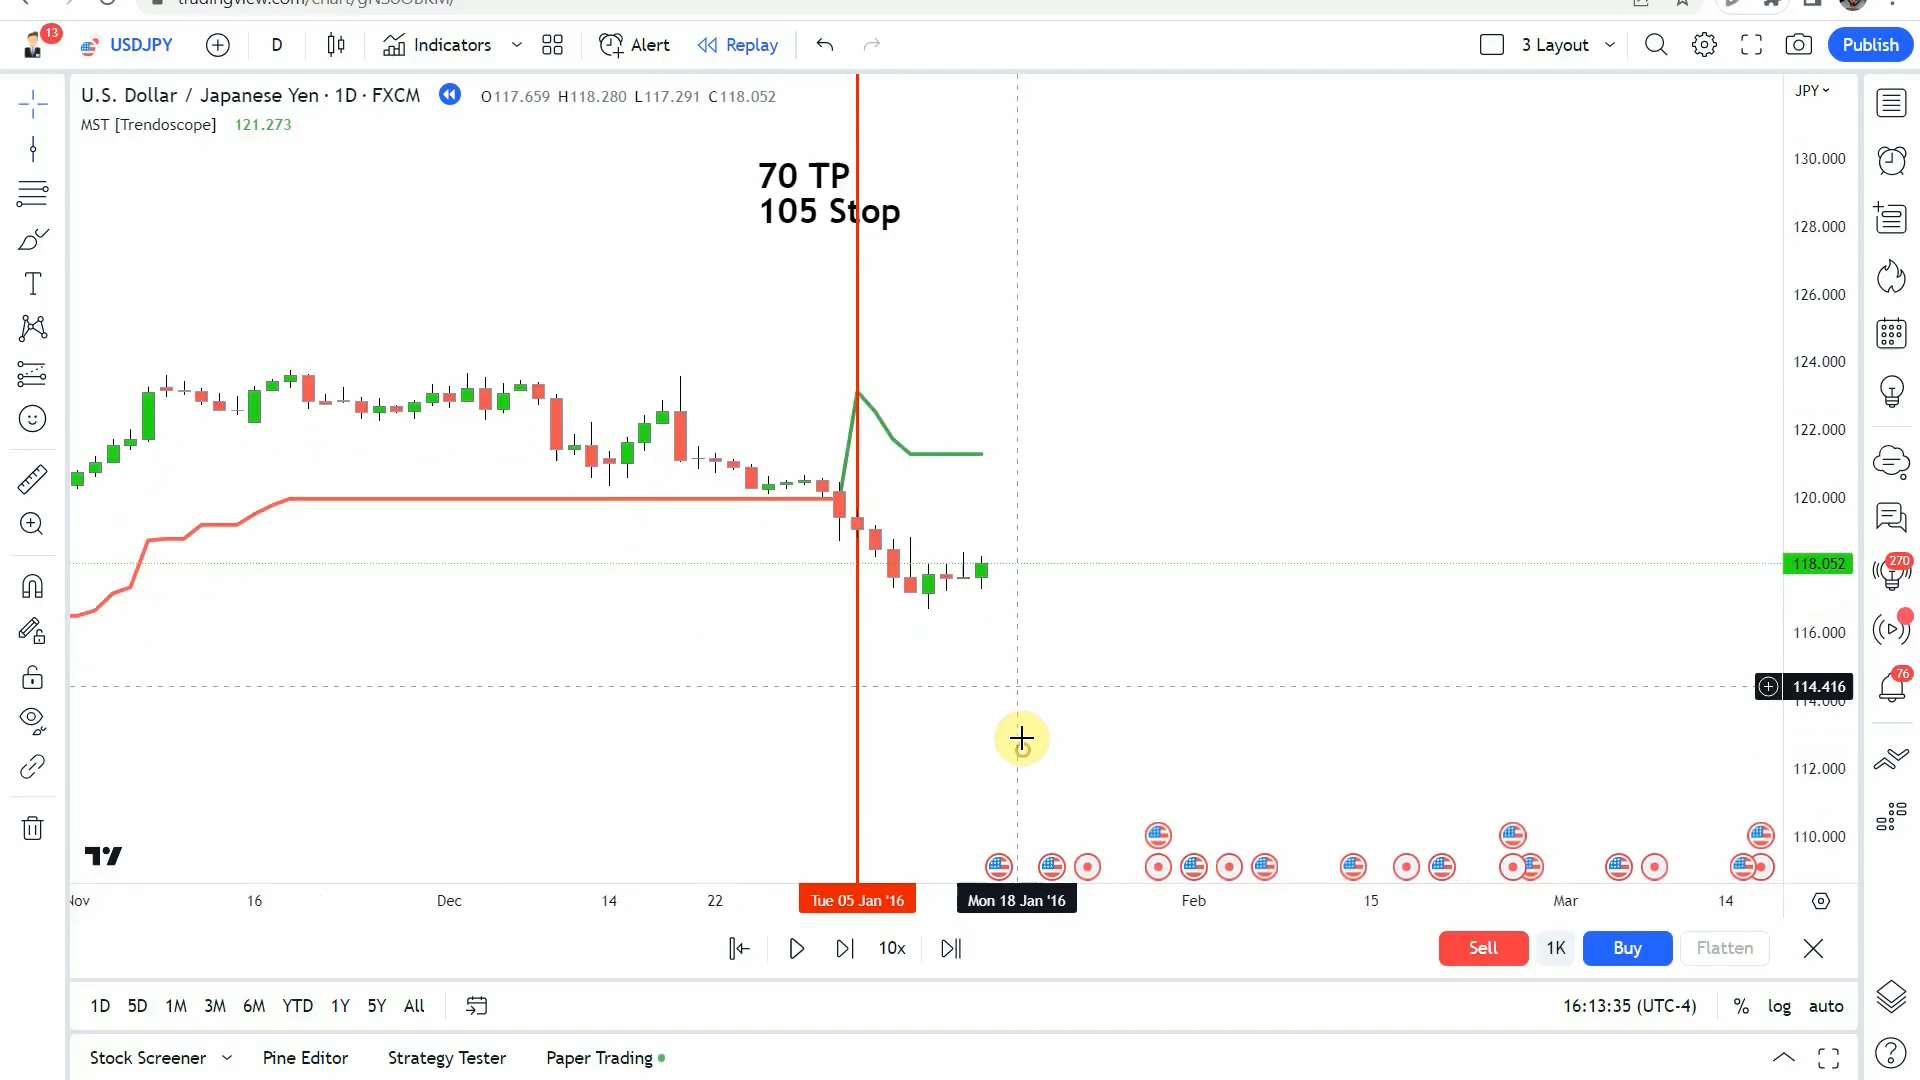 13
USDJPY
D
Indicators
Alert
Replay
3 Layout
Publish
U.S. Dollar / Japanese Yen · 1D · FXCM
O117.659 H118.280 L117.291 C118.052
MST [Trendoscope] 121.273
JPY
70 TP
105 Stop
130.000
128.000
126.000
124.000
122.000
120.000
118.052
116.000
114.416
114.000
112.000
110.000
270
76
Nov
16
Dec
14
22
Tue 05 Jan '16
Mon 18 Jan '16
Feb
15
Mar
14
10x
Sell
1K
Buy
Flatten
1D 5D 1M 3M 6M YTD 1Y 5Y All
16:13:35 (UTC-4)
% log auto
Stock Screener
Pine Editor
Strategy Tester
Paper Trading